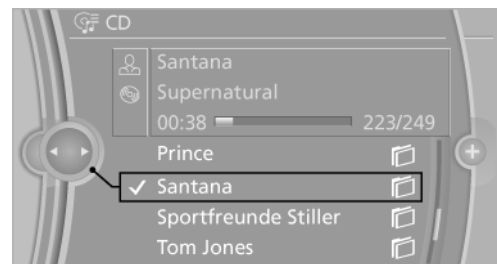 CD
Santana
Supernatural
00:38 223/249
Prince
Santana
Sportfreunde Stiller
Tom Jones